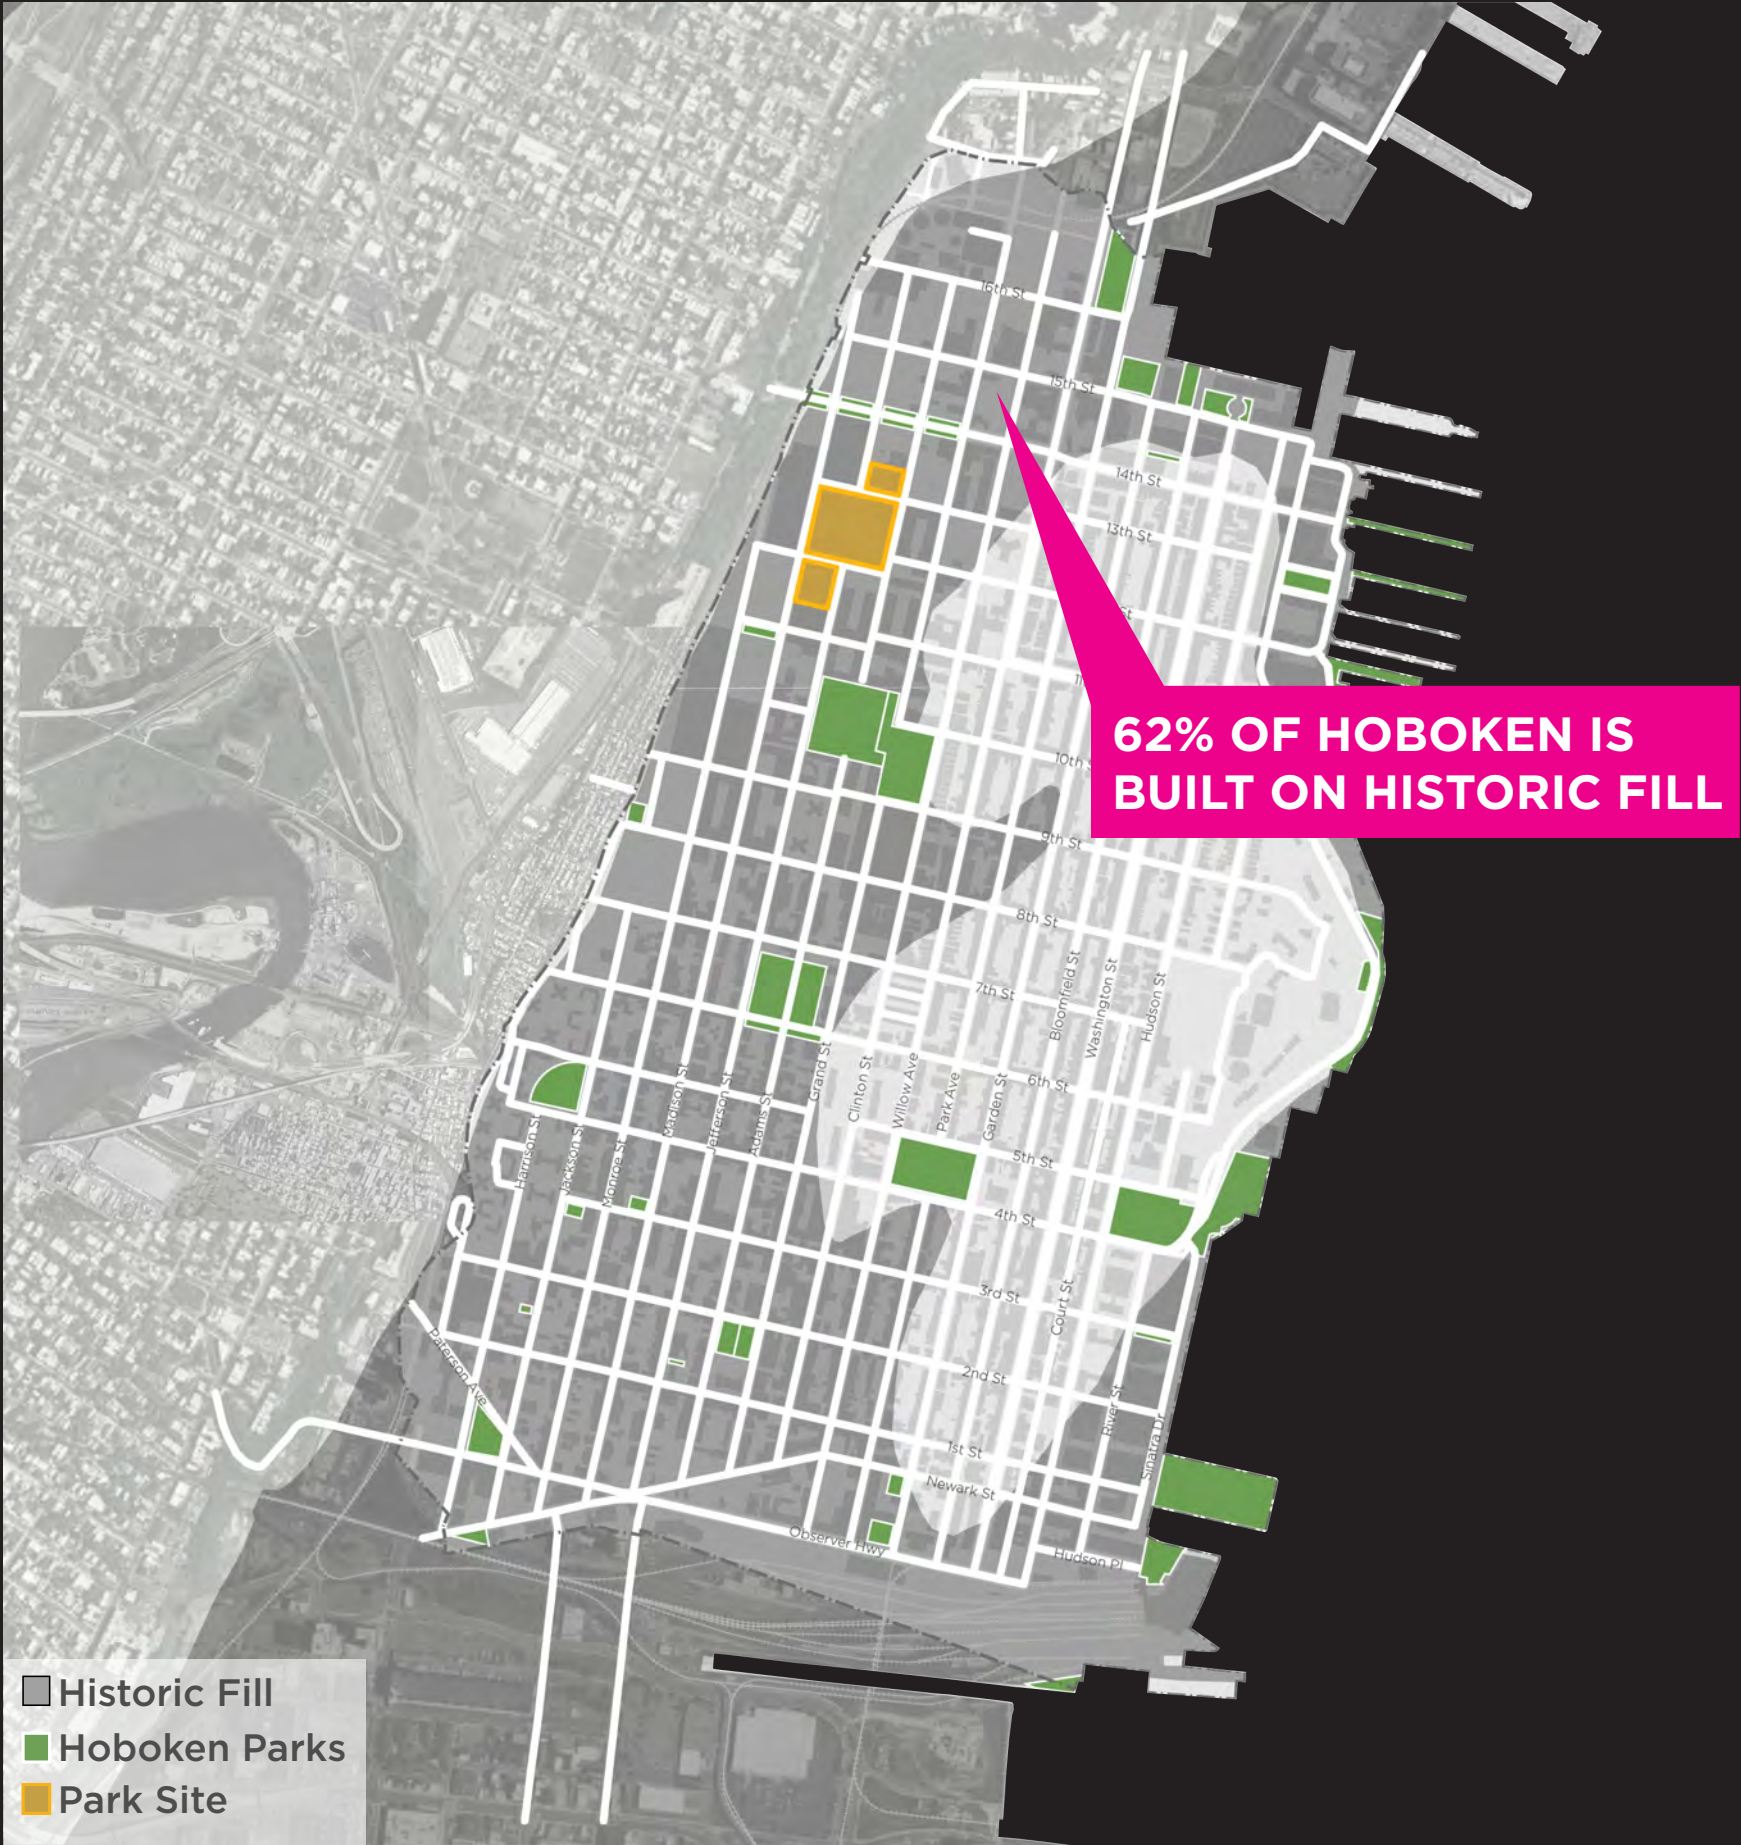 16th St
15th St
14th St
13th St
St
11
10th S
62% OF HOBOKEN IS
BUILT ON HISTORIC FILL
9th St
8th St
7th St
Bloomfield St
Washington St
Hudson St
6th St
Madison St
Jefferson St
Adams St
Grand St
Clinton St
Willow Ave
Park Ave
Garden St
Harrison St
Jackson St
Monroe St
5th St
4th St
3rd St
Court St
Paterson Ave
2nd St
River St
Sinatra Dr
1st St
Newark St
Observer Hwy
Hudson Pl
Historic Fill
Hoboken Parks
Park Site